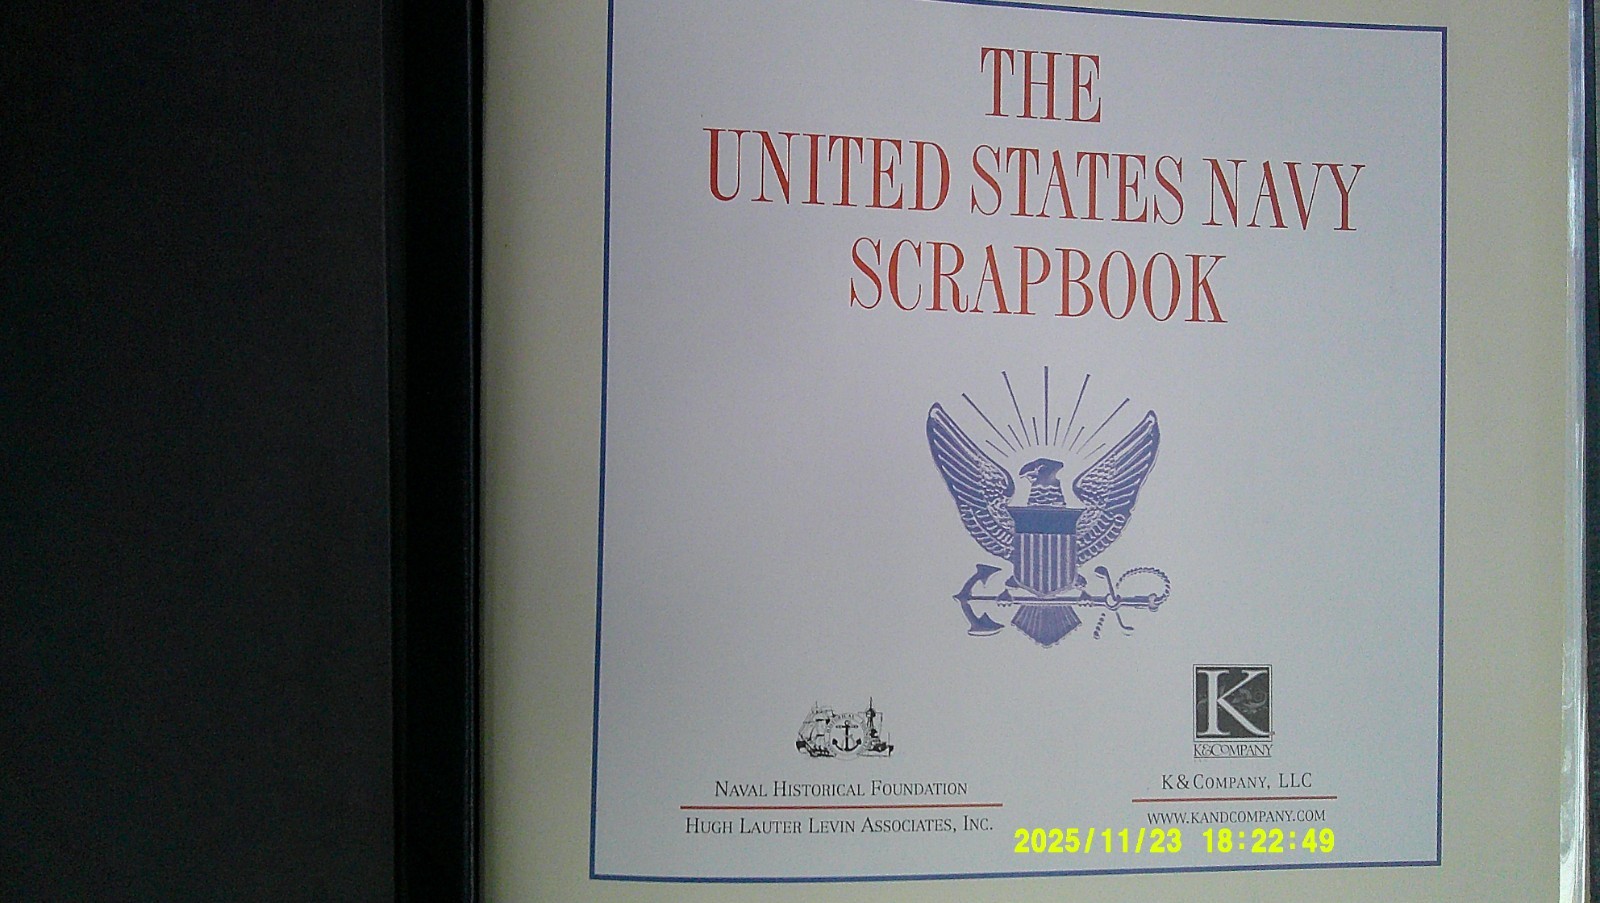 THE
UNITED STATES NAVY
SCRAPBOOK
K
K&COMPANY
NAVAL HISTORICAL FOUNDATION
HUGH LAUTER LEVIN ASSOCIATES, INC.
K & COMPANY, LLC
WWW.KANDCOMPANY.COM
2025/11/23 18:22:49